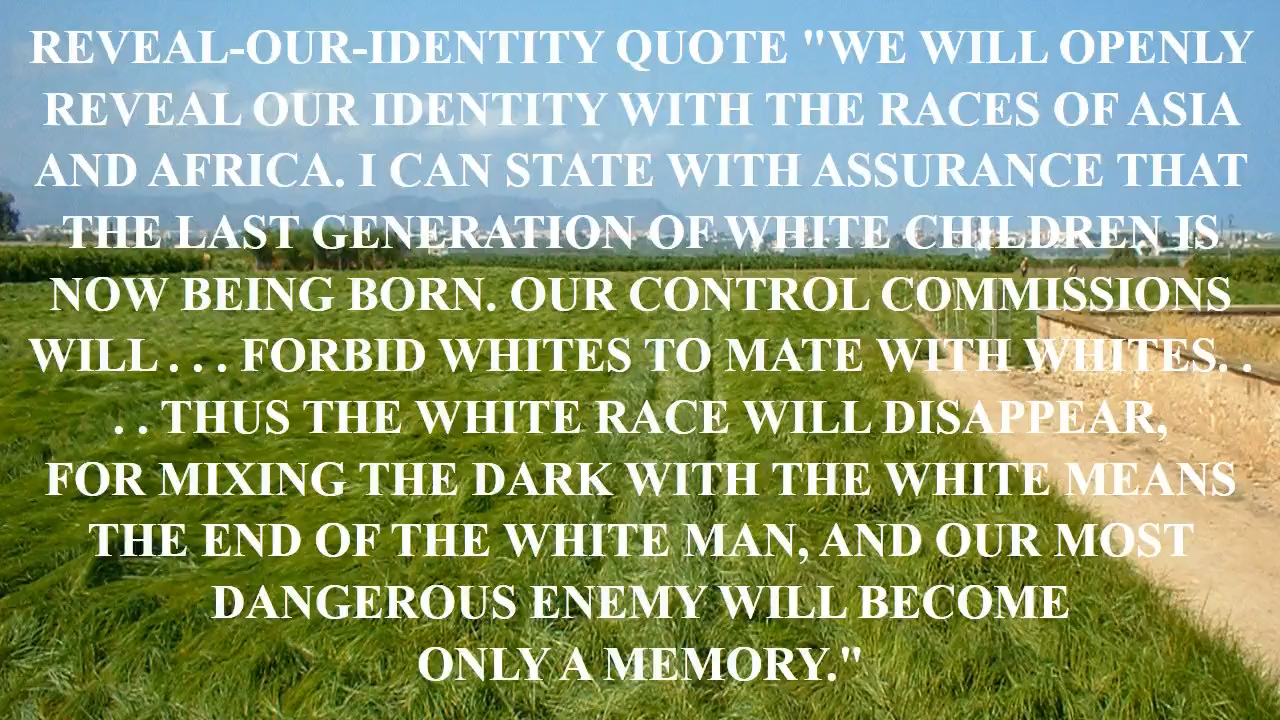 REVEAL-OUR-IDENTITY QUOTE "WE WILL OPENLY
REVEAL OUR IDENTITY WITH THE RACES OF ASIA
AND AFRICA. I CAN STATE WITH ASSURANCE THAT
THE LAST GENERATION OF WHITE CHILDREN IS
NOW BEING BORN. OUR CONTROL COMMISSIONS
WILL . . . FORBID WHITES TO MATE WITH WHITES. .
. . THUS THE WHITE RACE WILL DISAPPEAR,
FOR MIXING THE DARK WITH THE WHITE MEANS
THE END OF THE WHITE MAN, AND OUR MOST
DANGEROUS ENEMY WILL BECOME
ONLY A MEMORY."